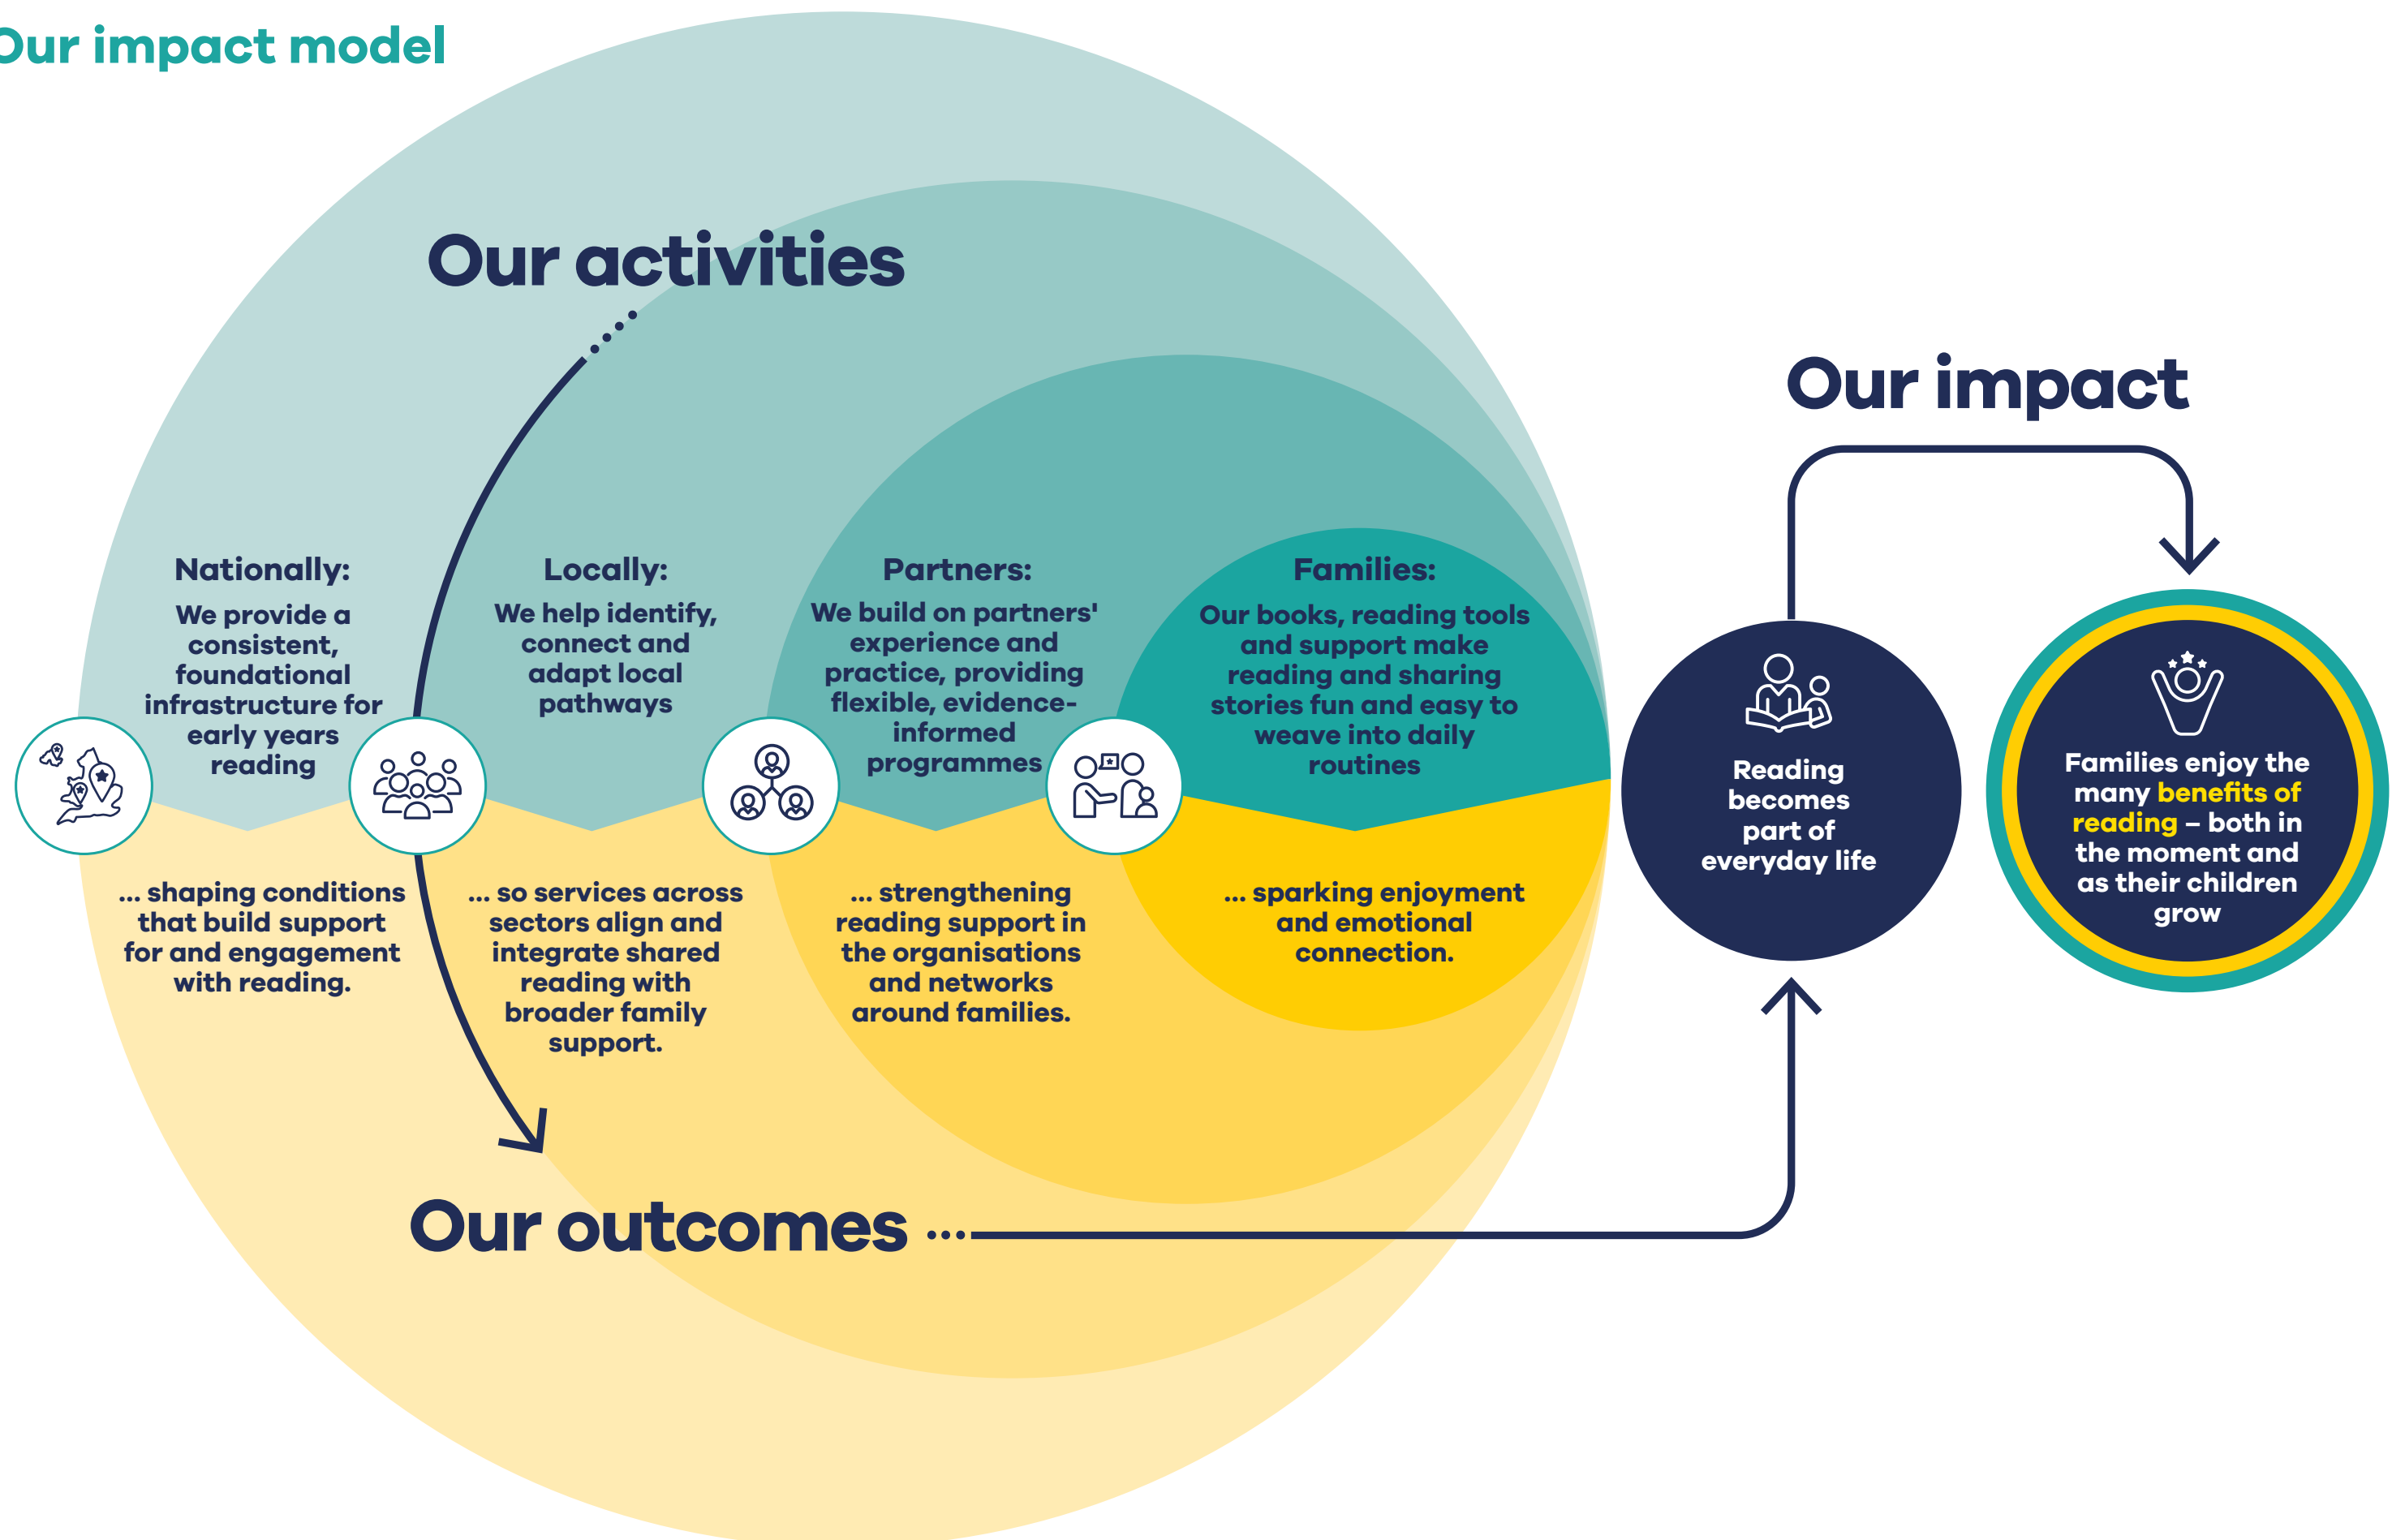 Our impact model
Our activities
Nationally:
We provide a
consistent,
foundational
infrastructure for
early years
reading
... shaping conditions
that build support
for and engagement
with reading.
Locally:
We help identify,
connect and
adapt local
pathways
... so services across
sectors align and
integrate shared
reading with
broader family
support.
Partners:
We build on partners'
experience and
practice, providing
flexible, evidence-
informed
programmes
... strengthening
reading support in
the organisations
and networks
around families.
Families:
Our books, reading tools
and support make
reading and sharing
stories fun and easy to
weave into daily
routines
... sparking enjoyment
and emotional
connection.
Our outcomes
Our impact
Reading
becomes
part of
everyday life
Families enjoy the
many benefits of
reading – both in
the moment and
as their children
grow